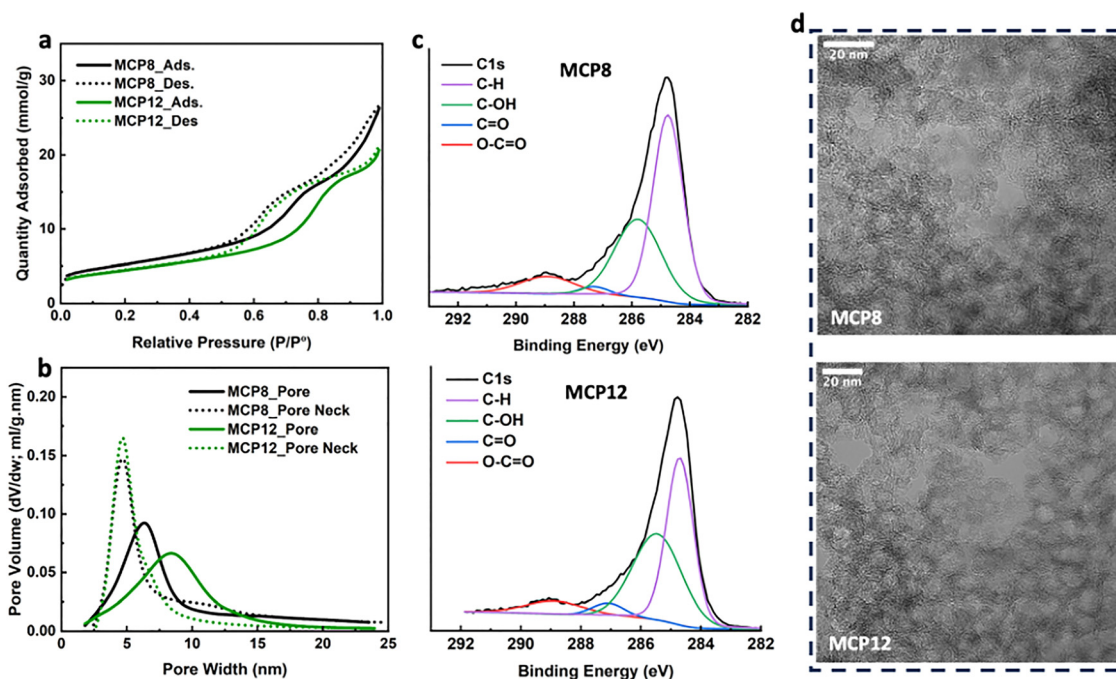 a
MCP8_Ads.
MCP8_Des.
MCP12_Ads.
MCP12_Des
Quantity Adsorbed (mmol/g)
40
30
20
10
0
0.0 0.2 0.4 0.6 0.8 1.0
Relative Pressure (P/P°)
b
MCP8_Pore
MCP8_Pore Neck
MCP12_Pore
MCP12_Pore Neck
Pore Volume (dV/dw; ml/g.nm)
0.20
0.15
0.10
0.05
0.00
0 5 10 15 20 25
Pore Width (nm)
c
MCP8
C1s
C-H
C-OH
C=O
O-C=O
292 290 288 286 284 282
Binding Energy (eV)
MCP12
C1s
C-H
C-OH
C=O
O-C=O
292 290 288 286 284 282
Binding Energy (eV)
d
20 nm
MCP8
20 nm
MCP12